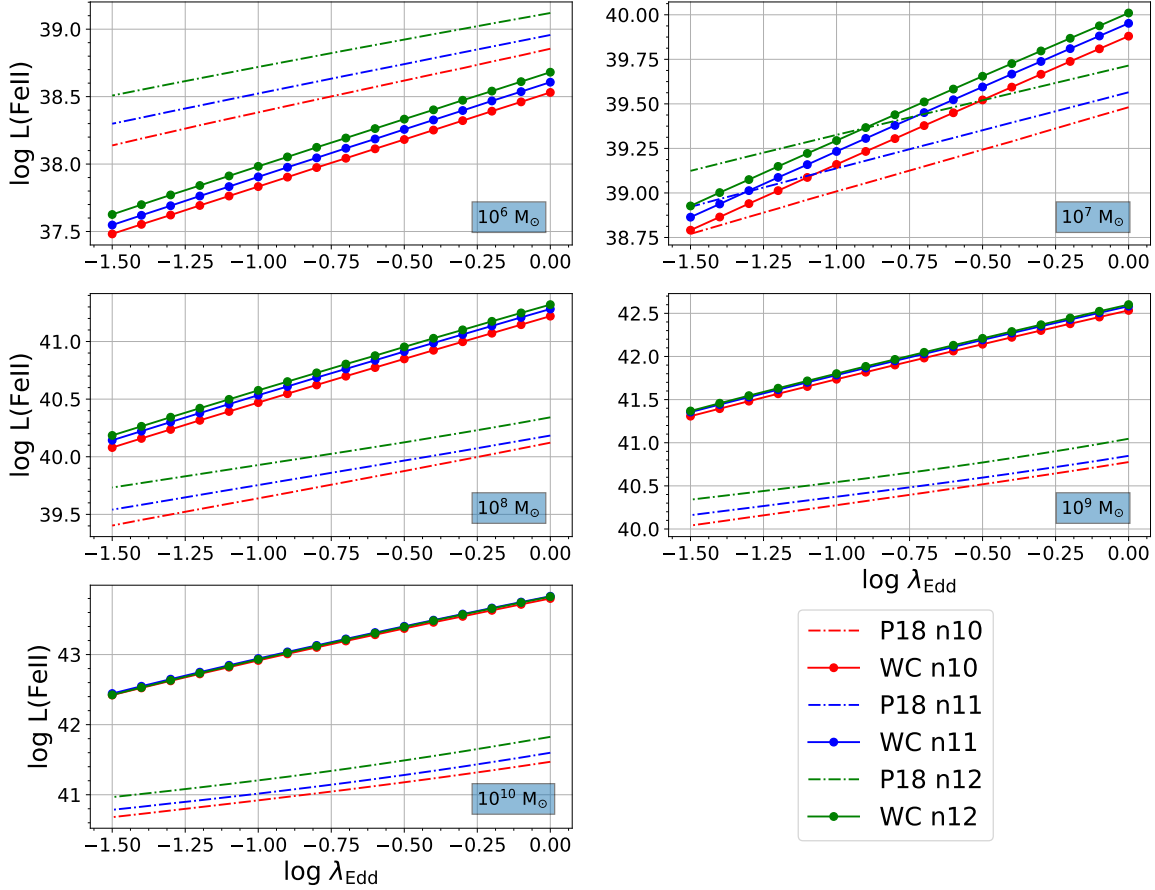 39.0
38.5
38.0
37.5
log L(FeII)
10⁶ M⊙
−1.50 −1.25 −1.00 −0.75 −0.50 −0.25 0.00
40.00
39.75
39.50
39.25
39.00
38.75
10⁷ M⊙
−1.50 −1.25 −1.00 −0.75 −0.50 −0.25 0.00
41.0
40.5
40.0
39.5
log L(FeII)
10⁸ M⊙
−1.50 −1.25 −1.00 −0.75 −0.50 −0.25 0.00
42.5
42.0
41.5
41.0
40.5
40.0
10⁹ M⊙
−1.50 −1.25 −1.00 −0.75 −0.50 −0.25 0.00
log λEdd
43
42
41
log L(FeII)
10¹⁰ M⊙
−1.50 −1.25 −1.00 −0.75 −0.50 −0.25 0.00
log λEdd
P18 n10
WC n10
P18 n11
WC n11
P18 n12
WC n12